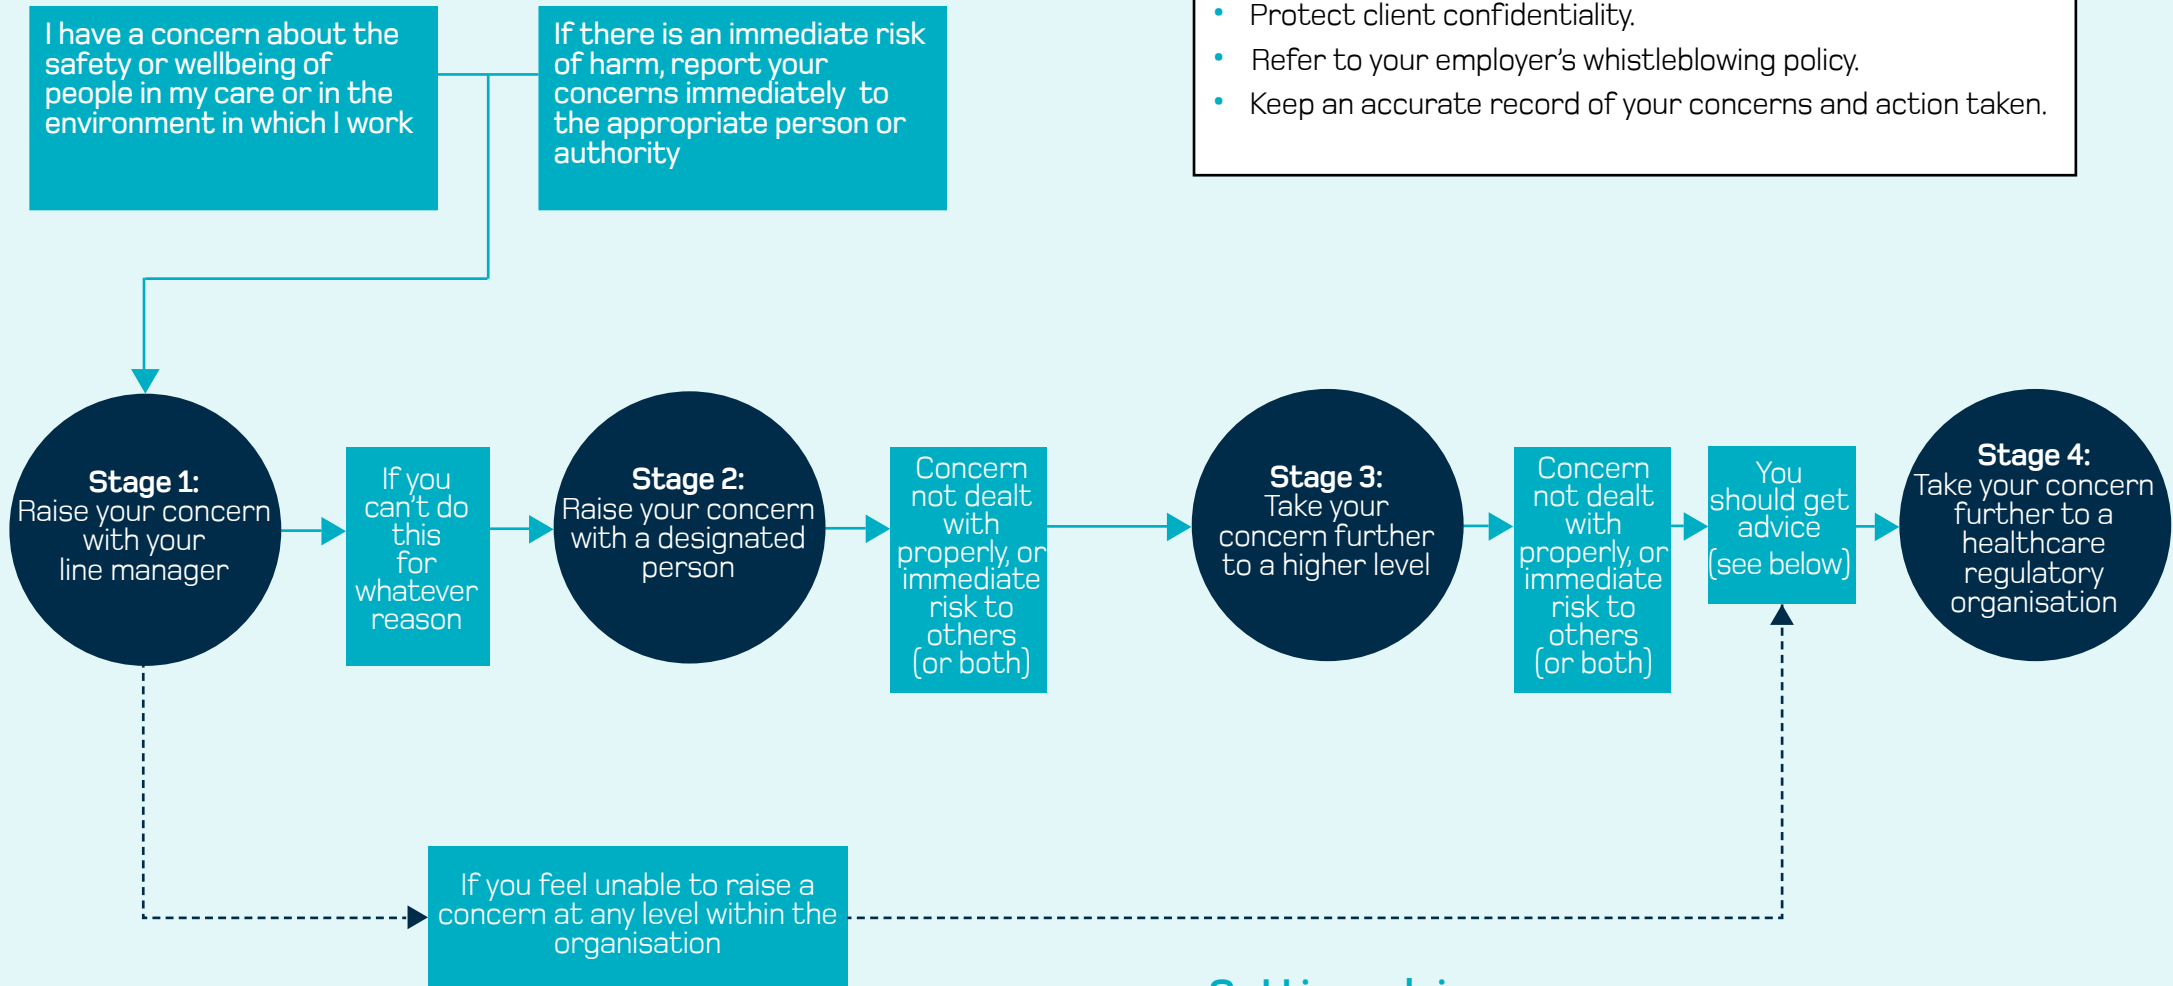 I have a concern about the
safety or wellbeing of
people in my care or in the
environment in which I work
If there is an immediate risk
of harm, report your
concerns immediately to
the appropriate person or
authority
• Protect client confidentiality.
• Refer to your employer's whistleblowing policy.
• Keep an accurate record of your concerns and action taken.
Stage 1:
Raise your concern
with your
line manager
If you
can't do
this
for
whatever
reason
Stage 2:
Raise your concern
with a designated
person
Concern
not dealt
with
properly, or
immediate
risk to
others
(or both)
Stage 3:
Take your
concern further
to a higher level
Concern
not dealt
with
properly, or
immediate
risk to
others
(or both)
You
should get
advice
(see below)
Stage 4:
Take your concern
further to a
healthcare
regulatory
organisation
If you feel unable to raise a
concern at any level within the
organisation